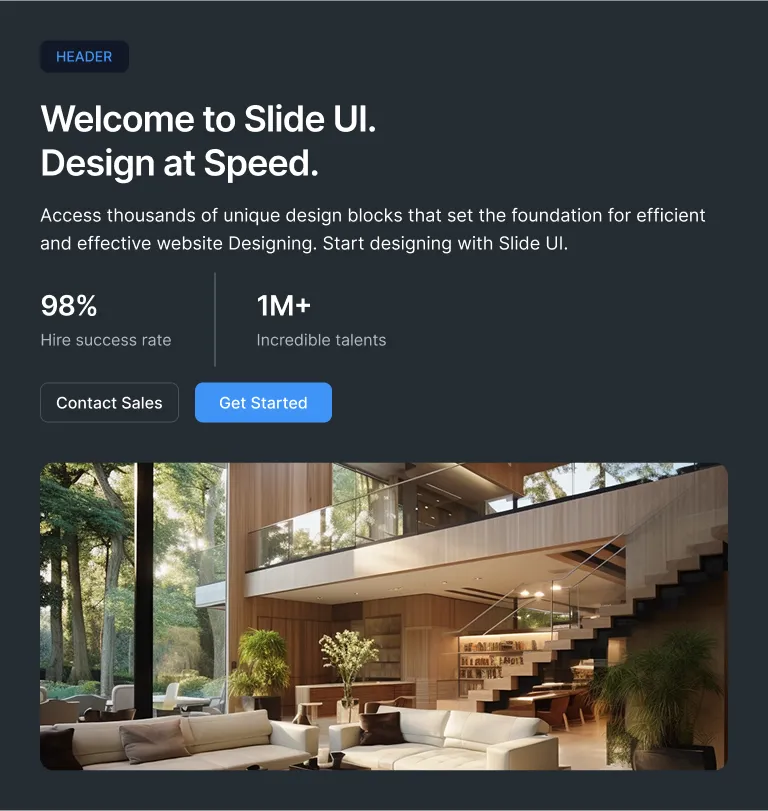 HEADER
Welcome to Slide UI.
Design at Speed.
Access thousands of unique design blocks that set the foundation for efficient
and effective website Designing. Start designing with Slide UI.
98%
Hire success rate
1M+
Incredible talents
Contact Sales
Get Started